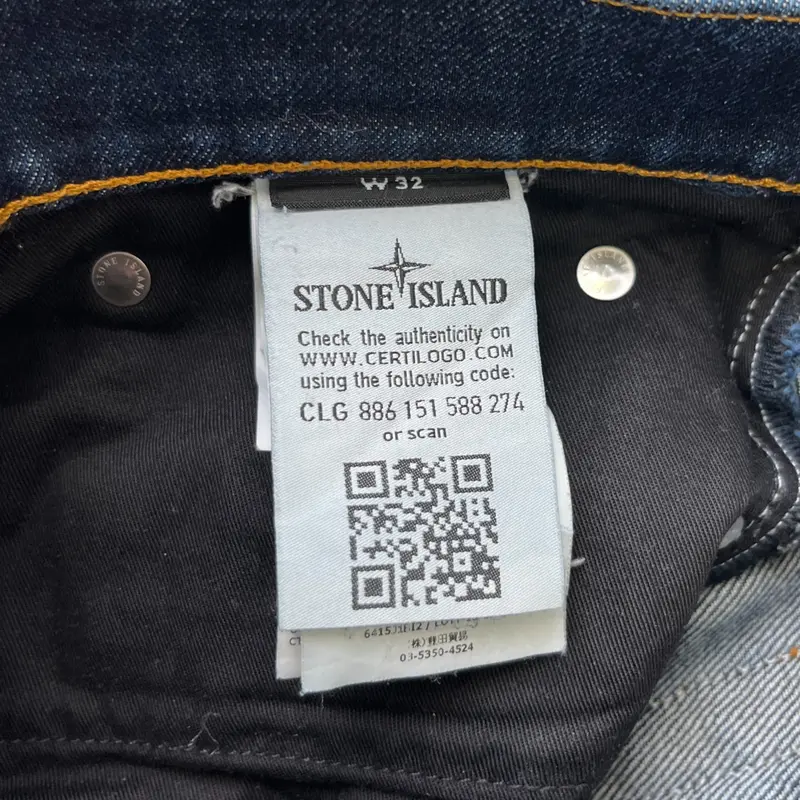 W 32
STONE ISLAND
STONE ISLAND
Check the authenticity on
WWW.CERTILOGO.COM
using the following code:
CLG 886 151 588 274
or scan
03-5350-4524